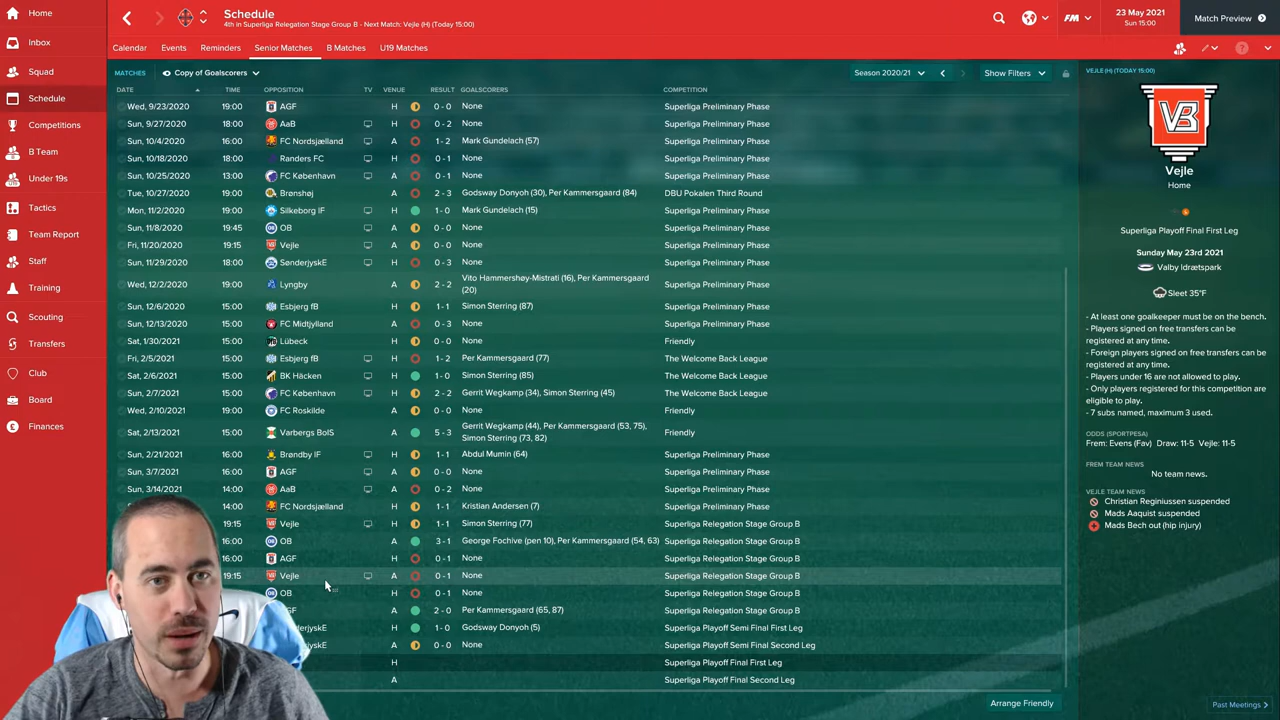 Home
Schedule
4th in Superliga Relegation Stage Group B - Next Match: Vejle (H) (Today 15:00)
FM
23 May 2021
Sun 15:00
Match Preview
Inbox
Squad
Schedule
Competitions
B Team
Under 19s
Tactics
Team Report
Staff
Training
Scouting
Transfers
Club
Board
Finances
Calendar Events Reminders Senior Matches B Matches U19 Matches
MATCHES Copy of Goalscorers Season 2020/21 Show Filters
DATE TIME OPPOSITION TV VENUE RESULT GOALSCORERS COMPETITION
Wed, 9/23/2020 19:00 AGF H 0 - 0 None Superliga Preliminary Phase
Sun, 9/27/2020 18:00 AaB H 0 - 2 None Superliga Preliminary Phase
Sun, 10/4/2020 16:00 FC Nordsjælland A 1 - 2 Mark Gundelach (57) Superliga Preliminary Phase
Sun, 10/18/2020 18:00 Randers FC H 0 - 1 None Superliga Preliminary Phase
Sun, 10/25/2020 13:00 FC København A 0 - 1 None Superliga Preliminary Phase
Tue, 10/27/2020 19:00 Brønshøj A 2 - 3 Godsway Donyoh (30), Per Kammersgaard (84) DBU Pokalen Third Round
Mon, 11/2/2020 19:00 Silkeborg IF H 1 - 0 Mark Gundelach (15) Superliga Preliminary Phase
Sun, 11/8/2020 19:45 OB A 0 - 0 None Superliga Preliminary Phase
Fri, 11/20/2020 19:15 Vejle A 0 - 0 None Superliga Preliminary Phase
Sun, 11/29/2020 18:00 SønderjyskE H 0 - 3 None Superliga Preliminary Phase
Wed, 12/2/2020 19:00 Lyngby A 2 - 2 Vito Hammershøy-Mistrati (16), Per Kammersgaard (20) Superliga Preliminary Phase
Sun, 12/6/2020 15:00 Esbjerg fB H 1 - 1 Simon Sterring (87) Superliga Preliminary Phase
Sun, 12/13/2020 15:00 FC Midtjylland A 0 - 3 None Superliga Preliminary Phase
Sat, 1/30/2021 15:00 Lübeck H 0 - 0 None Friendly
Fri, 2/5/2021 15:00 Esbjerg fB H 1 - 2 Per Kammersgaard (77) The Welcome Back League
Sat, 2/6/2021 15:00 BK Häcken H 1 - 0 Simon Sterring (85) The Welcome Back League
Sun, 2/7/2021 15:00 FC København H 2 - 2 Gerrit Wegkamp (34), Simon Sterring (45) The Welcome Back League
Wed, 2/10/2021 19:00 FC Roskilde A 0 - 0 None Friendly
Sat, 2/13/2021 15:00 Varbergs BoIS A 5 - 3 Gerrit Wegkamp (44), Per Kammersgaard (53, 75), Simon Sterring (73, 82) Friendly
Sun, 2/21/2021 16:00 Brøndby IF H 1 - 1 Abdul Mumin (64) Superliga Preliminary Phase
Sun, 3/7/2021 16:00 AGF A 0 - 0 None Superliga Preliminary Phase
Sun, 3/14/2021 14:00 AaB A 0 - 2 None Superliga Preliminary Phase
14:00 FC Nordsjælland H 1 - 1 Kristian Andersen (7) Superliga Preliminary Phase
19:15 Vejle H 1 - 1 Simon Sterring (77) Superliga Relegation Stage Group B
16:00 OB A 3 - 1 George Fochive (pen 10), Per Kammersgaard (54, 63) Superliga Relegation Stage Group B
16:00 AGF H 0 - 1 None Superliga Relegation Stage Group B
19:15 Vejle A 0 - 1 None Superliga Relegation Stage Group B
OB H 0 - 1 None Superliga Relegation Stage Group B
A 2 - 0 Per Kammersgaard (65, 87) Superliga Relegation Stage Group B
H 1 - 0 Godsway Donyoh (5) Superliga Playoff Semi Final First Leg
A 0 - 0 None Superliga Playoff Semi Final Second Leg
H Superliga Playoff Final First Leg
A Superliga Playoff Final Second Leg
Arrange Friendly
VEJLE (H) (TODAY 15:00)
VB
Vejle
Home
Superliga Playoff Final First Leg
Sunday May 23rd 2021
Valby Idrætspark
Sleet 35°F
- At least one goalkeeper must be on the bench.
- Players signed on free transfers can be
registered at any time.
- Foreign players signed on free transfers can be
registered at any time.
- Players under 16 are not allowed to play.
- Only players registered for this competition are
eligible to play.
- 7 subs named, maximum 3 used.
ODDS (SPORTPESA)
Frem: Evens (Fav) Draw: 11-5 Vejle: 11-5
FREM TEAM NEWS
No team news.
VEJLE TEAM NEWS
Christian Reginiussen suspended
Mads Aaquist suspended
Mads Bech out (hip injury)
Past Meetings